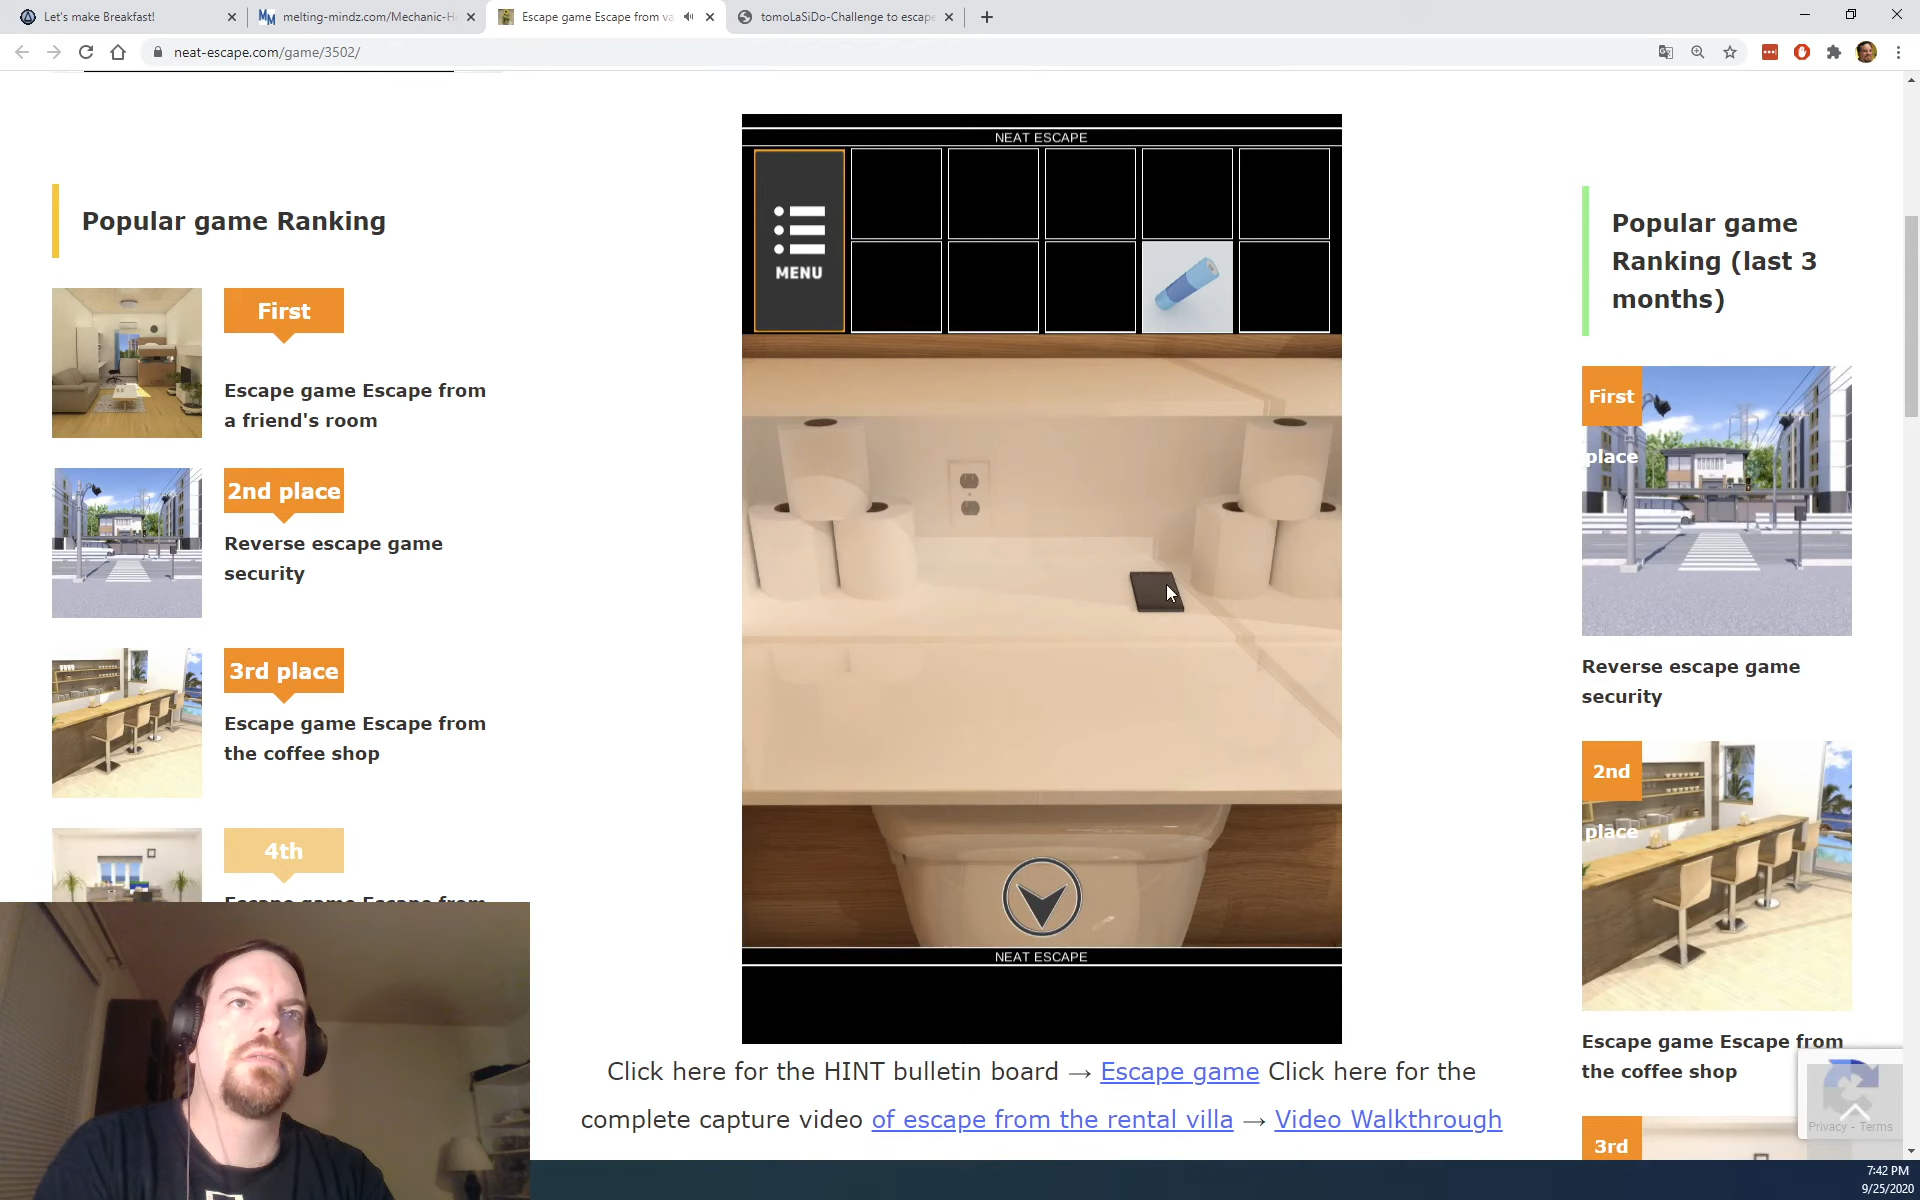 Let's make Breakfast!
melting-mindz.com/Mechanic-H
Escape game Escape from va
tomoLaSiDo-Challenge to escape
neat-escape.com/game/3502/
Popular game Ranking
First
Escape game Escape from
a friend's room
2nd place
Reverse escape game
security
3rd place
Escape game Escape from
the coffee shop
4th
Escape game Escape from
NEAT ESCAPE
MENU
NEAT ESCAPE
Click here for the HINT bulletin board → Escape game Click here for the
complete capture video of escape from the rental villa → Video Walkthrough
Popular game
Ranking (last 3
months)
First
place
Reverse escape game
security
2nd
place
Escape game Escape from
the coffee shop
3rd
Privacy - Terms
7:42 PM
9/25/2020